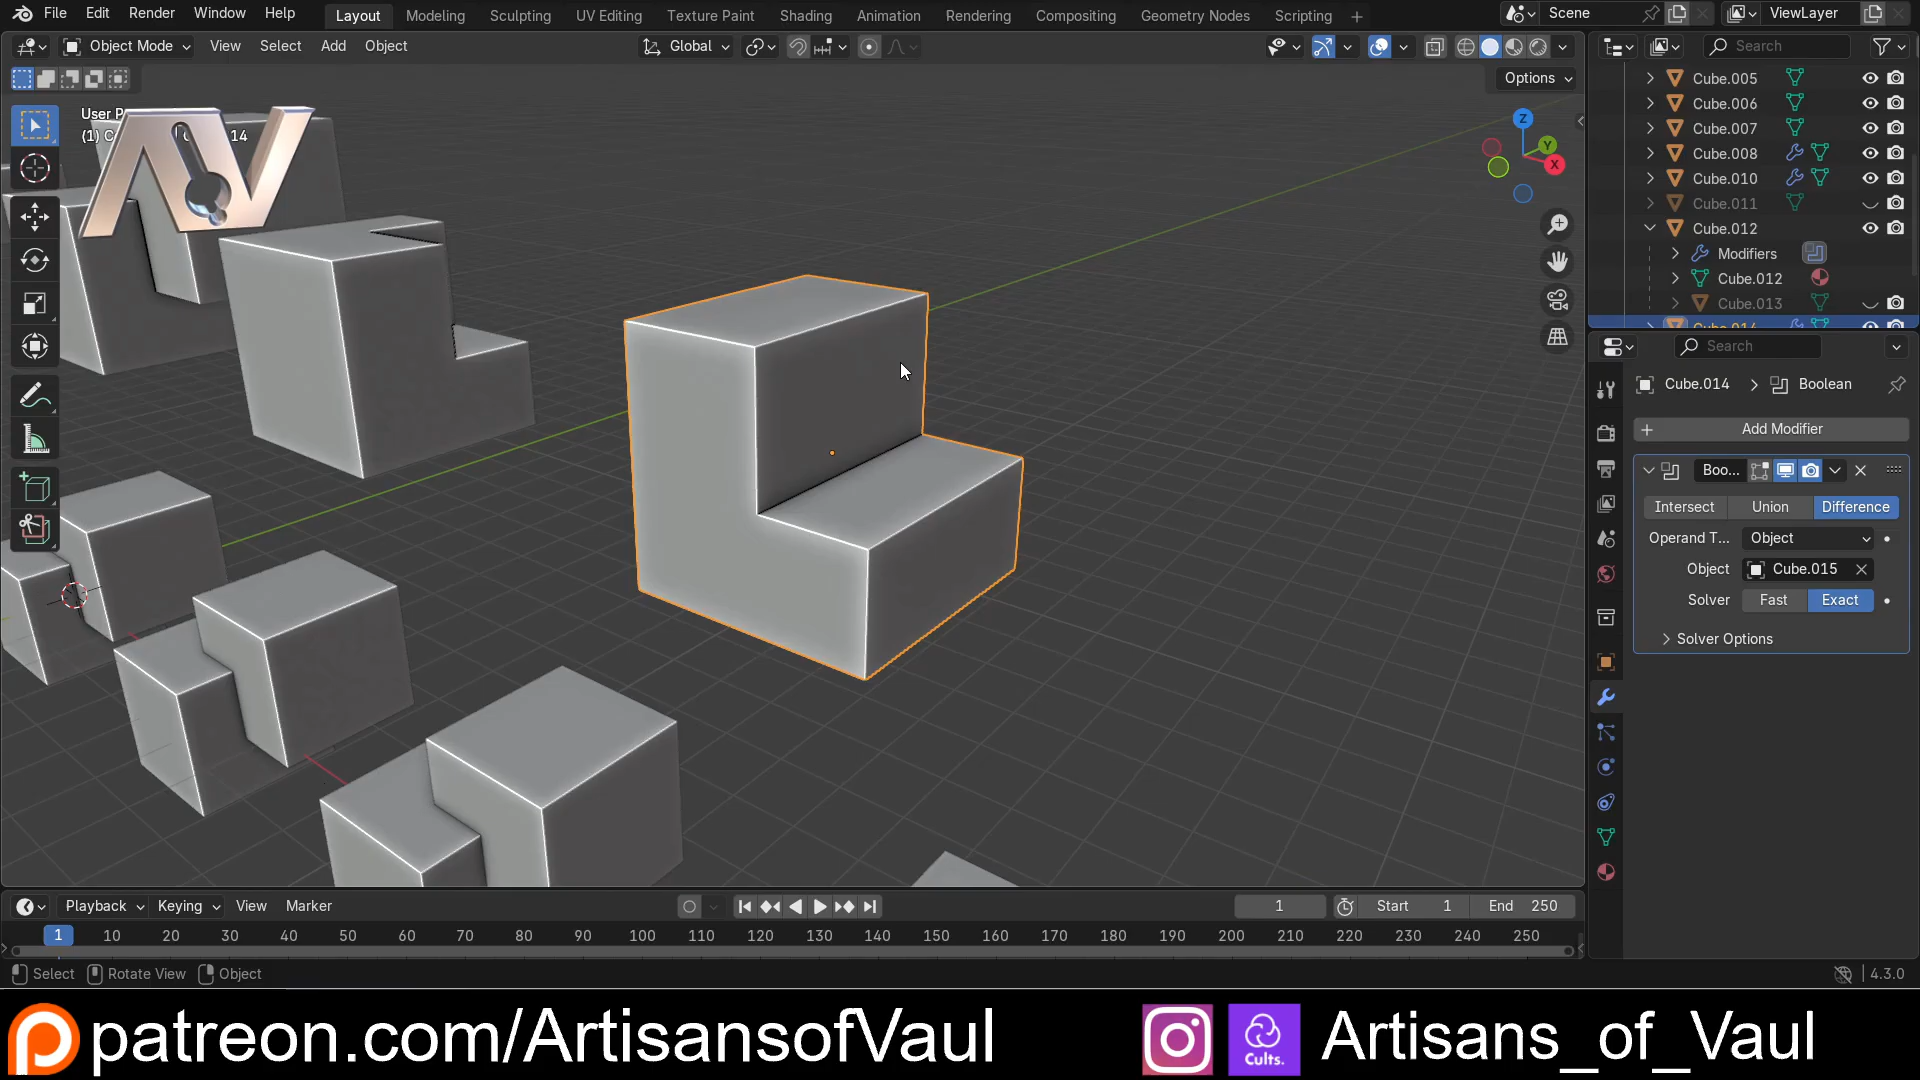 File Edit Render Window Help Layout Modeling Sculpting UV Editing Texture Paint Shading Animation Rendering Compositing Geometry Nodes Scripting + Scene ViewLayer
Object Mode View Select Add Object Global Search
Options
User P
(1) C 14
Z
Y
X
Cube.005
Cube.006
Cube.007
Cube.008
Cube.010
Cube.011
Cube.012
Modifiers
Cube.012
Cube.013
Cube.014
Search
Cube.014 > Boolean
+ Add Modifier
Boo...
Intersect Union Difference
Operand T... Object
Object Cube.015
Solver Fast Exact
Solver Options
Playback Keying View Marker 1 Start 1 End 250
1 10 20 30 40 50 60 70 80 90 100 110 120 130 140 150 160 170 180 190 200 210 220 230 240 250
Select Rotate View Object 4.3.0
patreon.com/ArtisansofVaul Cults. Artisans_of_Vaul